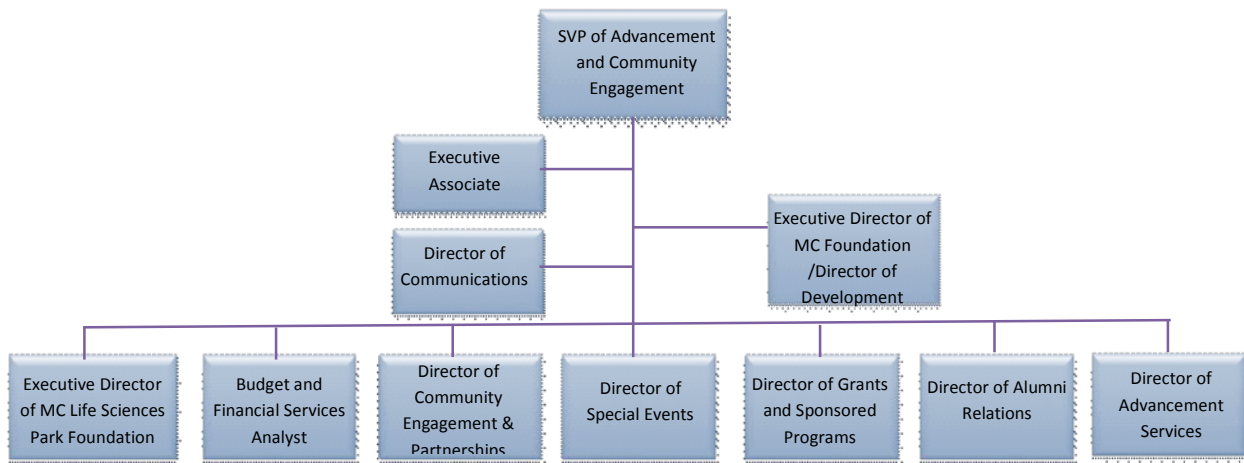 SVP of Advancement
and Community
Engagement
Executive
Associate
Executive Director of
MC Foundation
/Director of
Development
Director of
Communications
Executive Director
of MC Life Sciences
Park Foundation
Budget and
Financial Services
Analyst
Director of
Community
Engagement &
Partnerships
Director of
Special Events
Director of Grants
and Sponsored
Programs
Director of Alumni
Relations
Director of
Advancement
Services